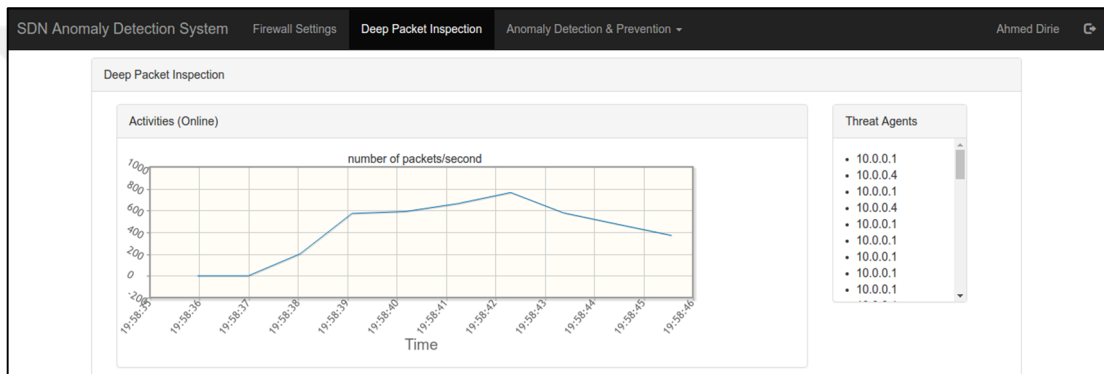 SDN Anomaly Detection System Firewall Settings Deep Packet Inspection Anomaly Detection & Prevention Ahmed Dirie
Deep Packet Inspection
Activities (Online)
number of packets/second
1000
800
600
400
200
0
-200
19:58:35 19:58:36 19:58:37 19:58:38 19:58:39 19:58:40 19:58:41 19:58:42 19:58:43 19:58:44 19:58:45 19:58:46
Time
Threat Agents
10.0.0.1
10.0.0.4
10.0.0.1
10.0.0.4
10.0.0.1
10.0.0.1
10.0.0.1
10.0.0.1
10.0.0.1